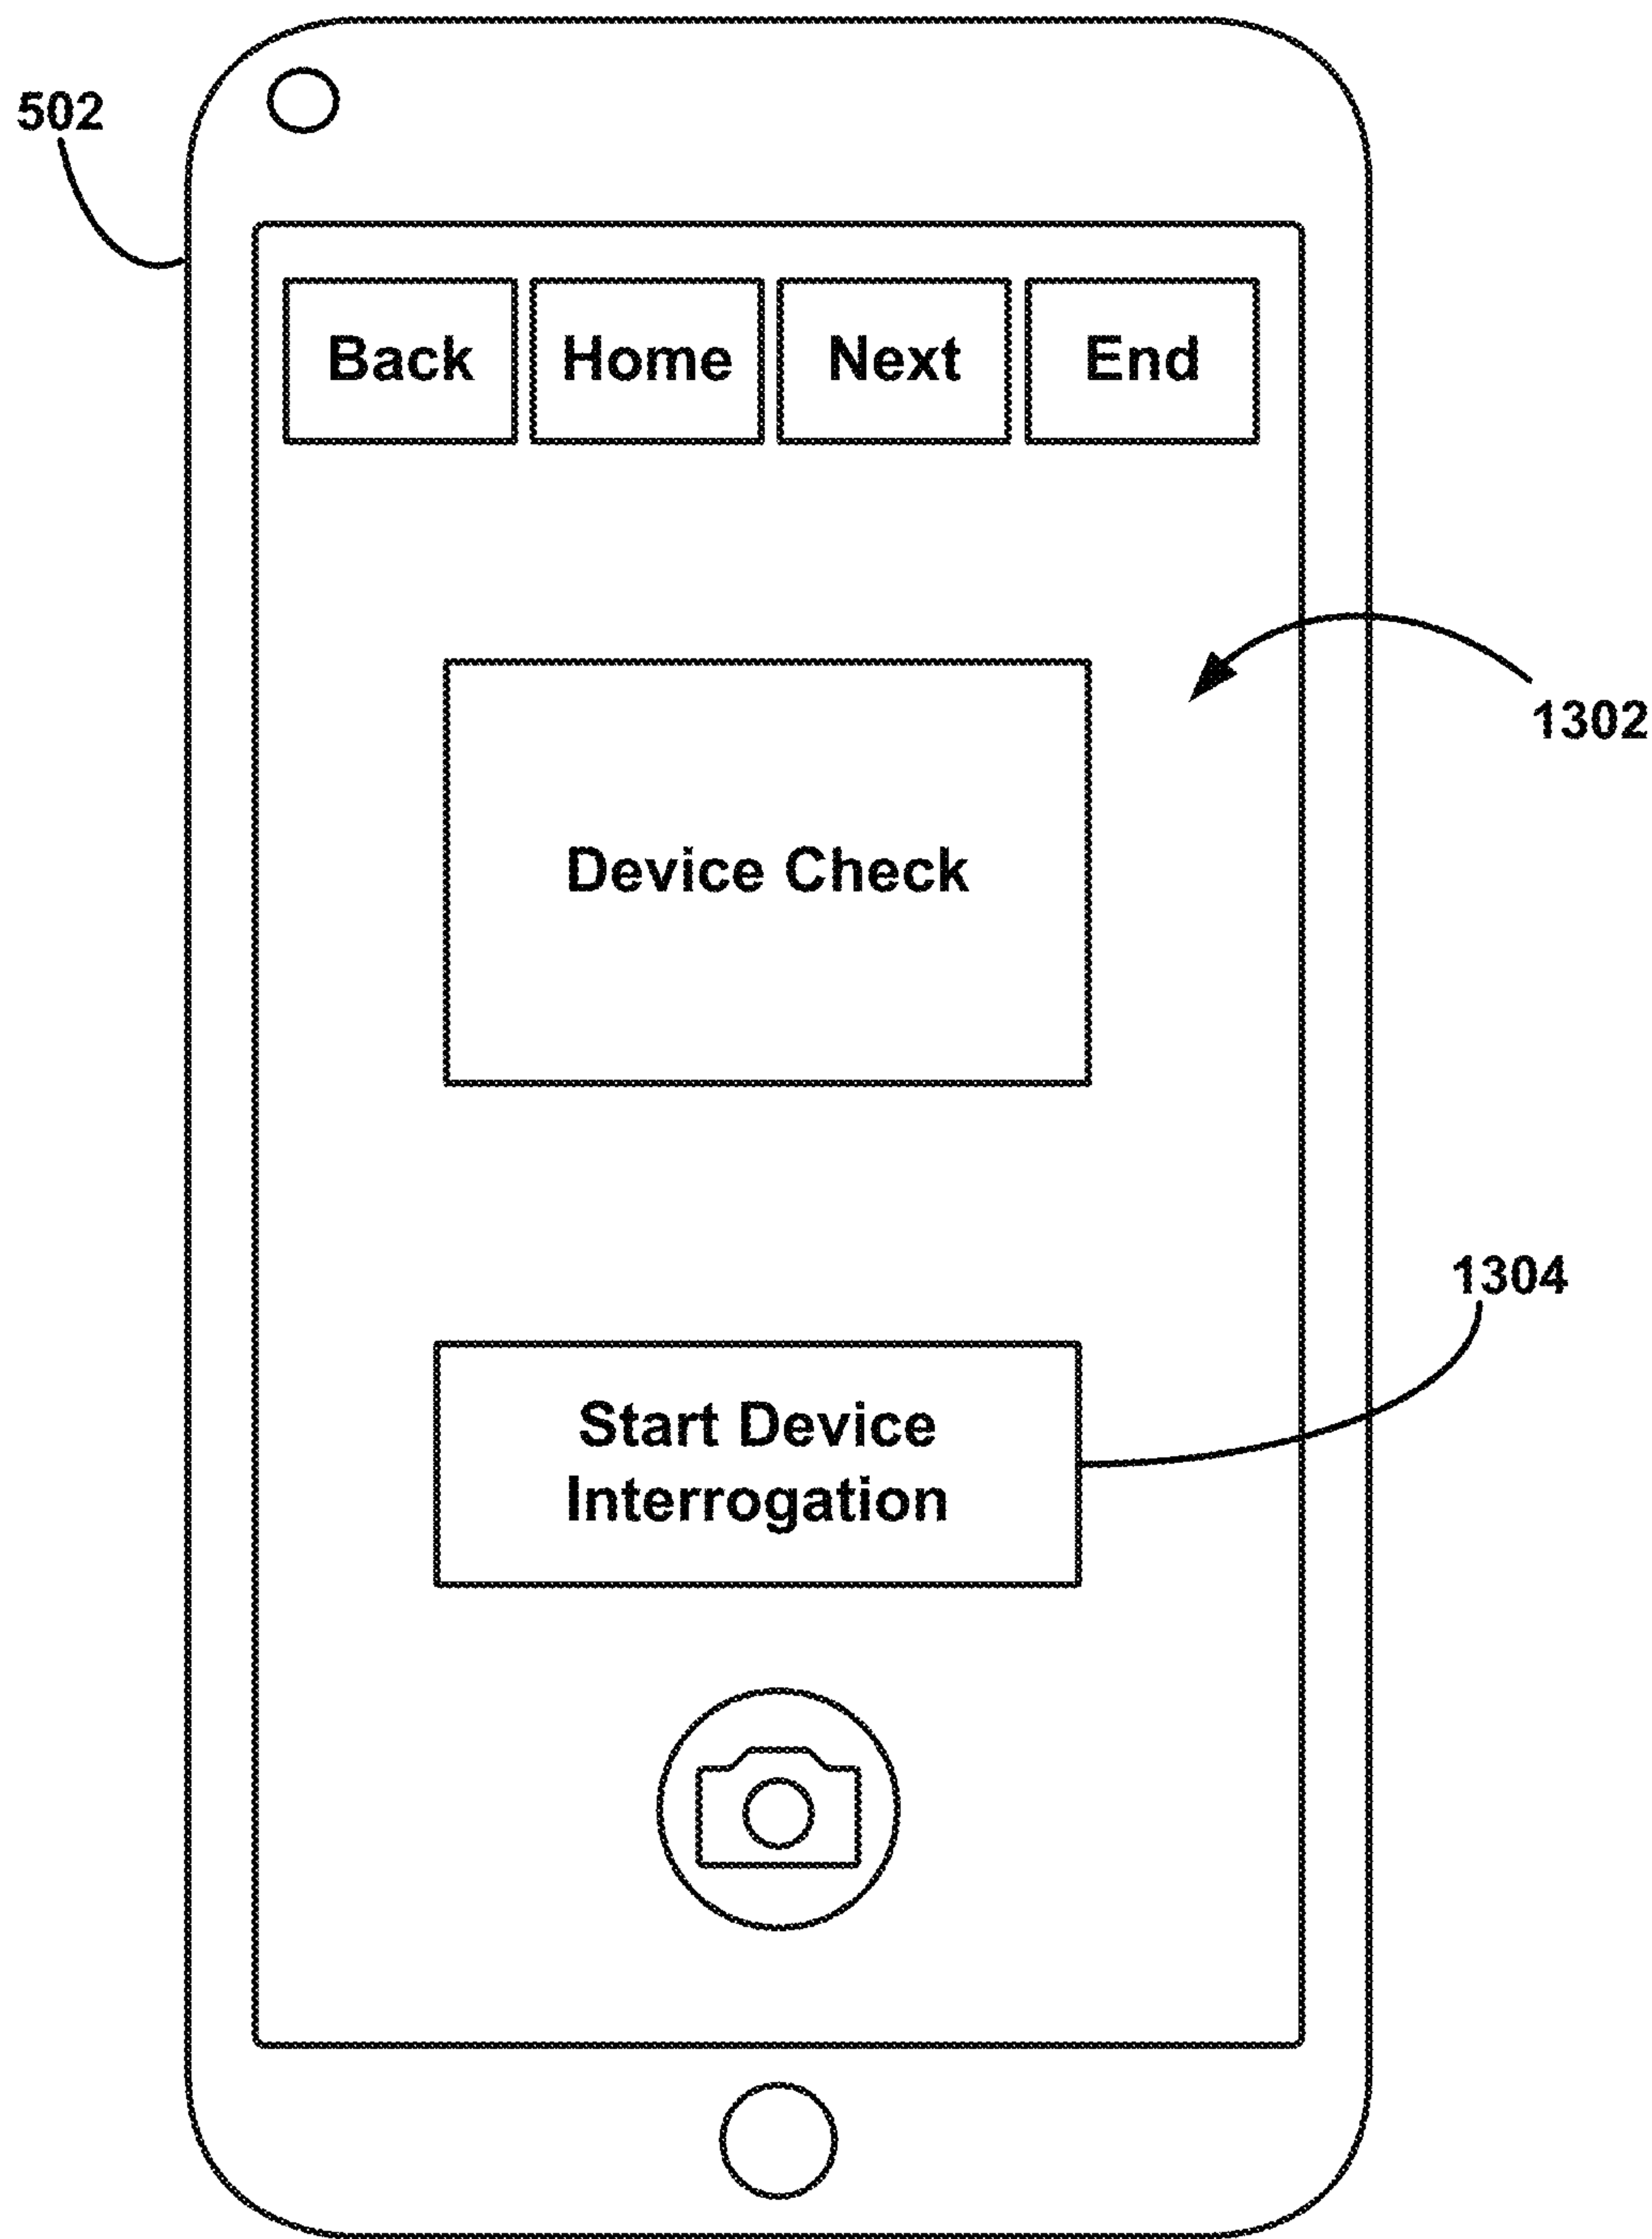 502
Back Home Next End
1302
Device Check
1304
Start Device
Interrogation